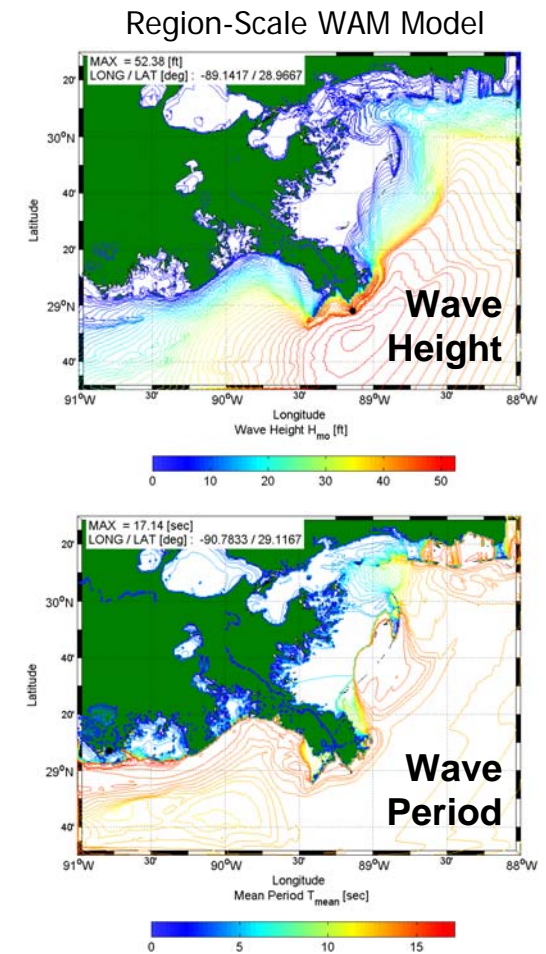 Region-Scale WAM Model
MAX = 52.38 [ft]
LONG / LAT [deg] : -89.1417 / 28.9667
20'
30°N
40'
20'
29°N
40'
Latitude
Wave
Height
91°W 30' 90°W 30' 89°W 30' 88°W
Longitude
Wave Height Hmo [ft]
0 10 20 30 40 50
MAX = 17.14 [sec]
LONG / LAT [deg] : -90.7833 / 29.1167
20'
30°N
40'
20'
29°N
40'
Latitude
Wave
Period
91°W 30' 90°W 30' 89°W 30' 88°W
Longitude
Mean Period Tmean [sec]
0 5 10 15